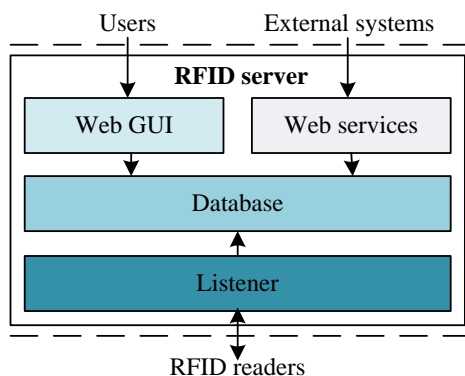 Users
External systems
RFID server
Web GUI
Web services
Database
Listener
RFID readers